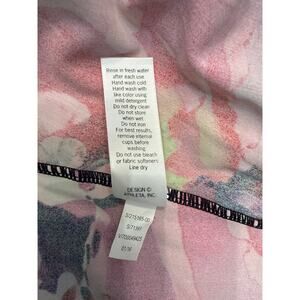 Rinse in fresh water
after each use
Hand wash cold
Hand wash with
like color using
mild detergent
Do not dry clean
Do not store
when wet
Do not iron
For best results,
remove internal
cups before
washing
Do not use bleach
or fabric softeners
Line dry
DESIGN ©
ATHLETA, INC.